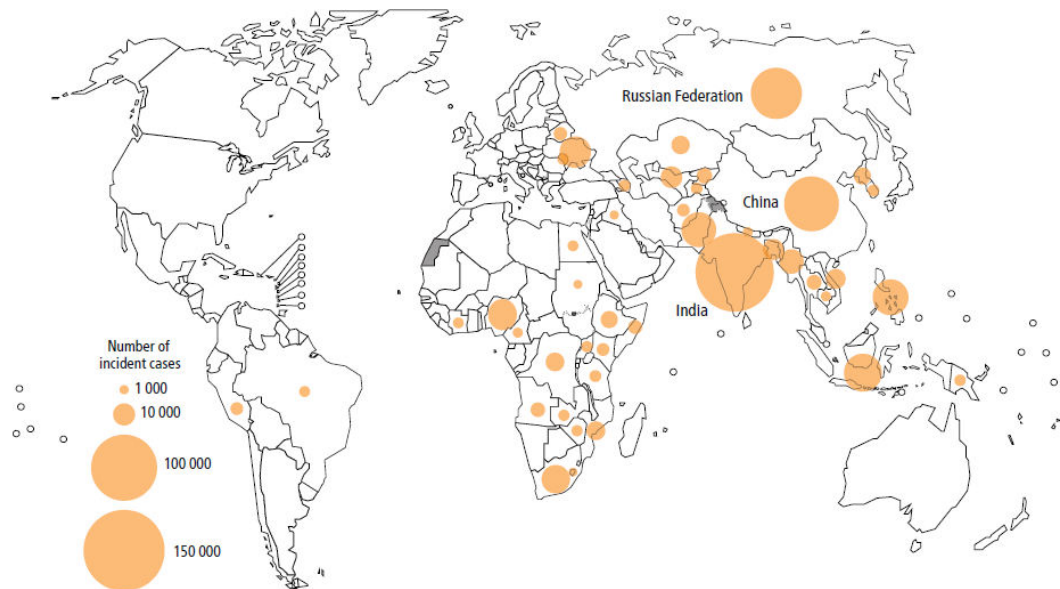 Russian Federation
China
India
Number of
incident cases
1 000
10 000
100 000
150 000